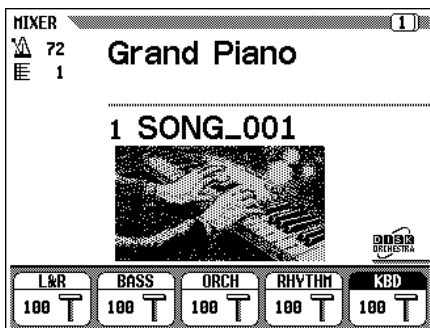 MIXER 1
72
1
Grand Piano
1 SONG_001
DISK
ORCHESTRA
L&R BASS ORCH RHYTHM KBD
100 100 100 100 100